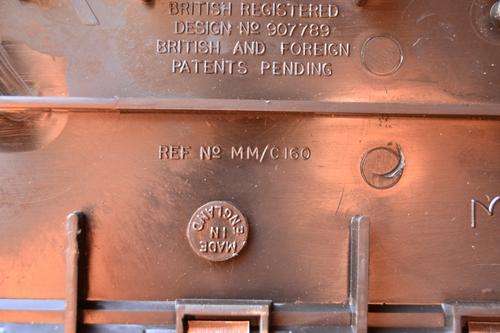 BRITISH REGISTERED
DESIGN Nº 907789
BRITISH AND FOREIGN
PATENTS PENDING
REF Nº MM/C160
MADE
IN
ENGLAND